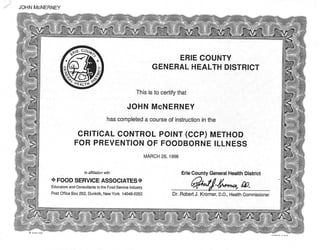 JOHN McNERNEY
ERIE COUNTY
ERIE COUNTY
GENERAL HEALTH DISTRICT
This is to certify that
JOHN McNERNEY
has completed a course of instruction in the
CRITICAL CONTROL POINT (CCP) METHOD
FOR PREVENTION OF FOODBORNE ILLNESS
MARCH 26, 1998
in affiliation with
❖FOOD SERVICE ASSOCIATES❖
Educators and Consultants to the Food Service Industry
Post Office Box 292, Dunkirk, New York 14048-0292
Erie County General Health District
Dr. Robert J. Kromer, D.O., Health Commissioner